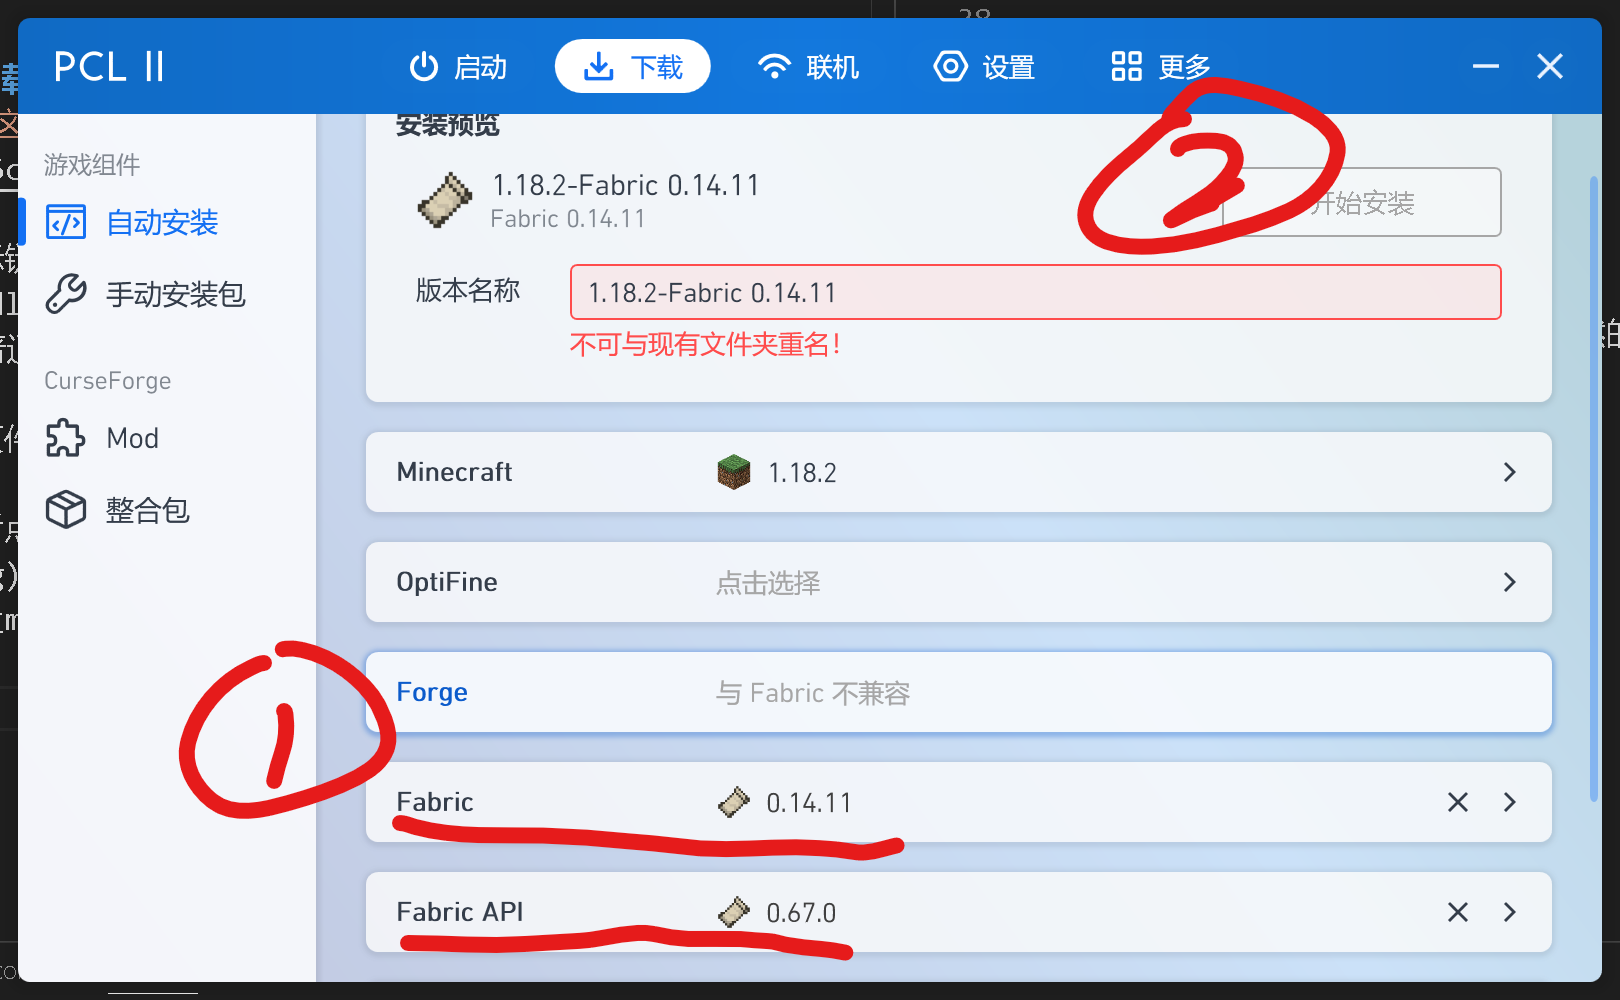 28
PCL II
启动
下载
联机
设置
更多
安装预览
游戏组件
自动安装
手动安装包
CurseForge
Mod
整合包
1.18.2-Fabric 0.14.11
Fabric 0.14.11
2
开始安装
版本名称
1.18.2-Fabric 0.14.11
不可与现有文件夹重名！
Minecraft
1.18.2
OptiFine
点击选择
1
Forge
与 Fabric 不兼容
Fabric
0.14.11
Fabric API
0.67.0